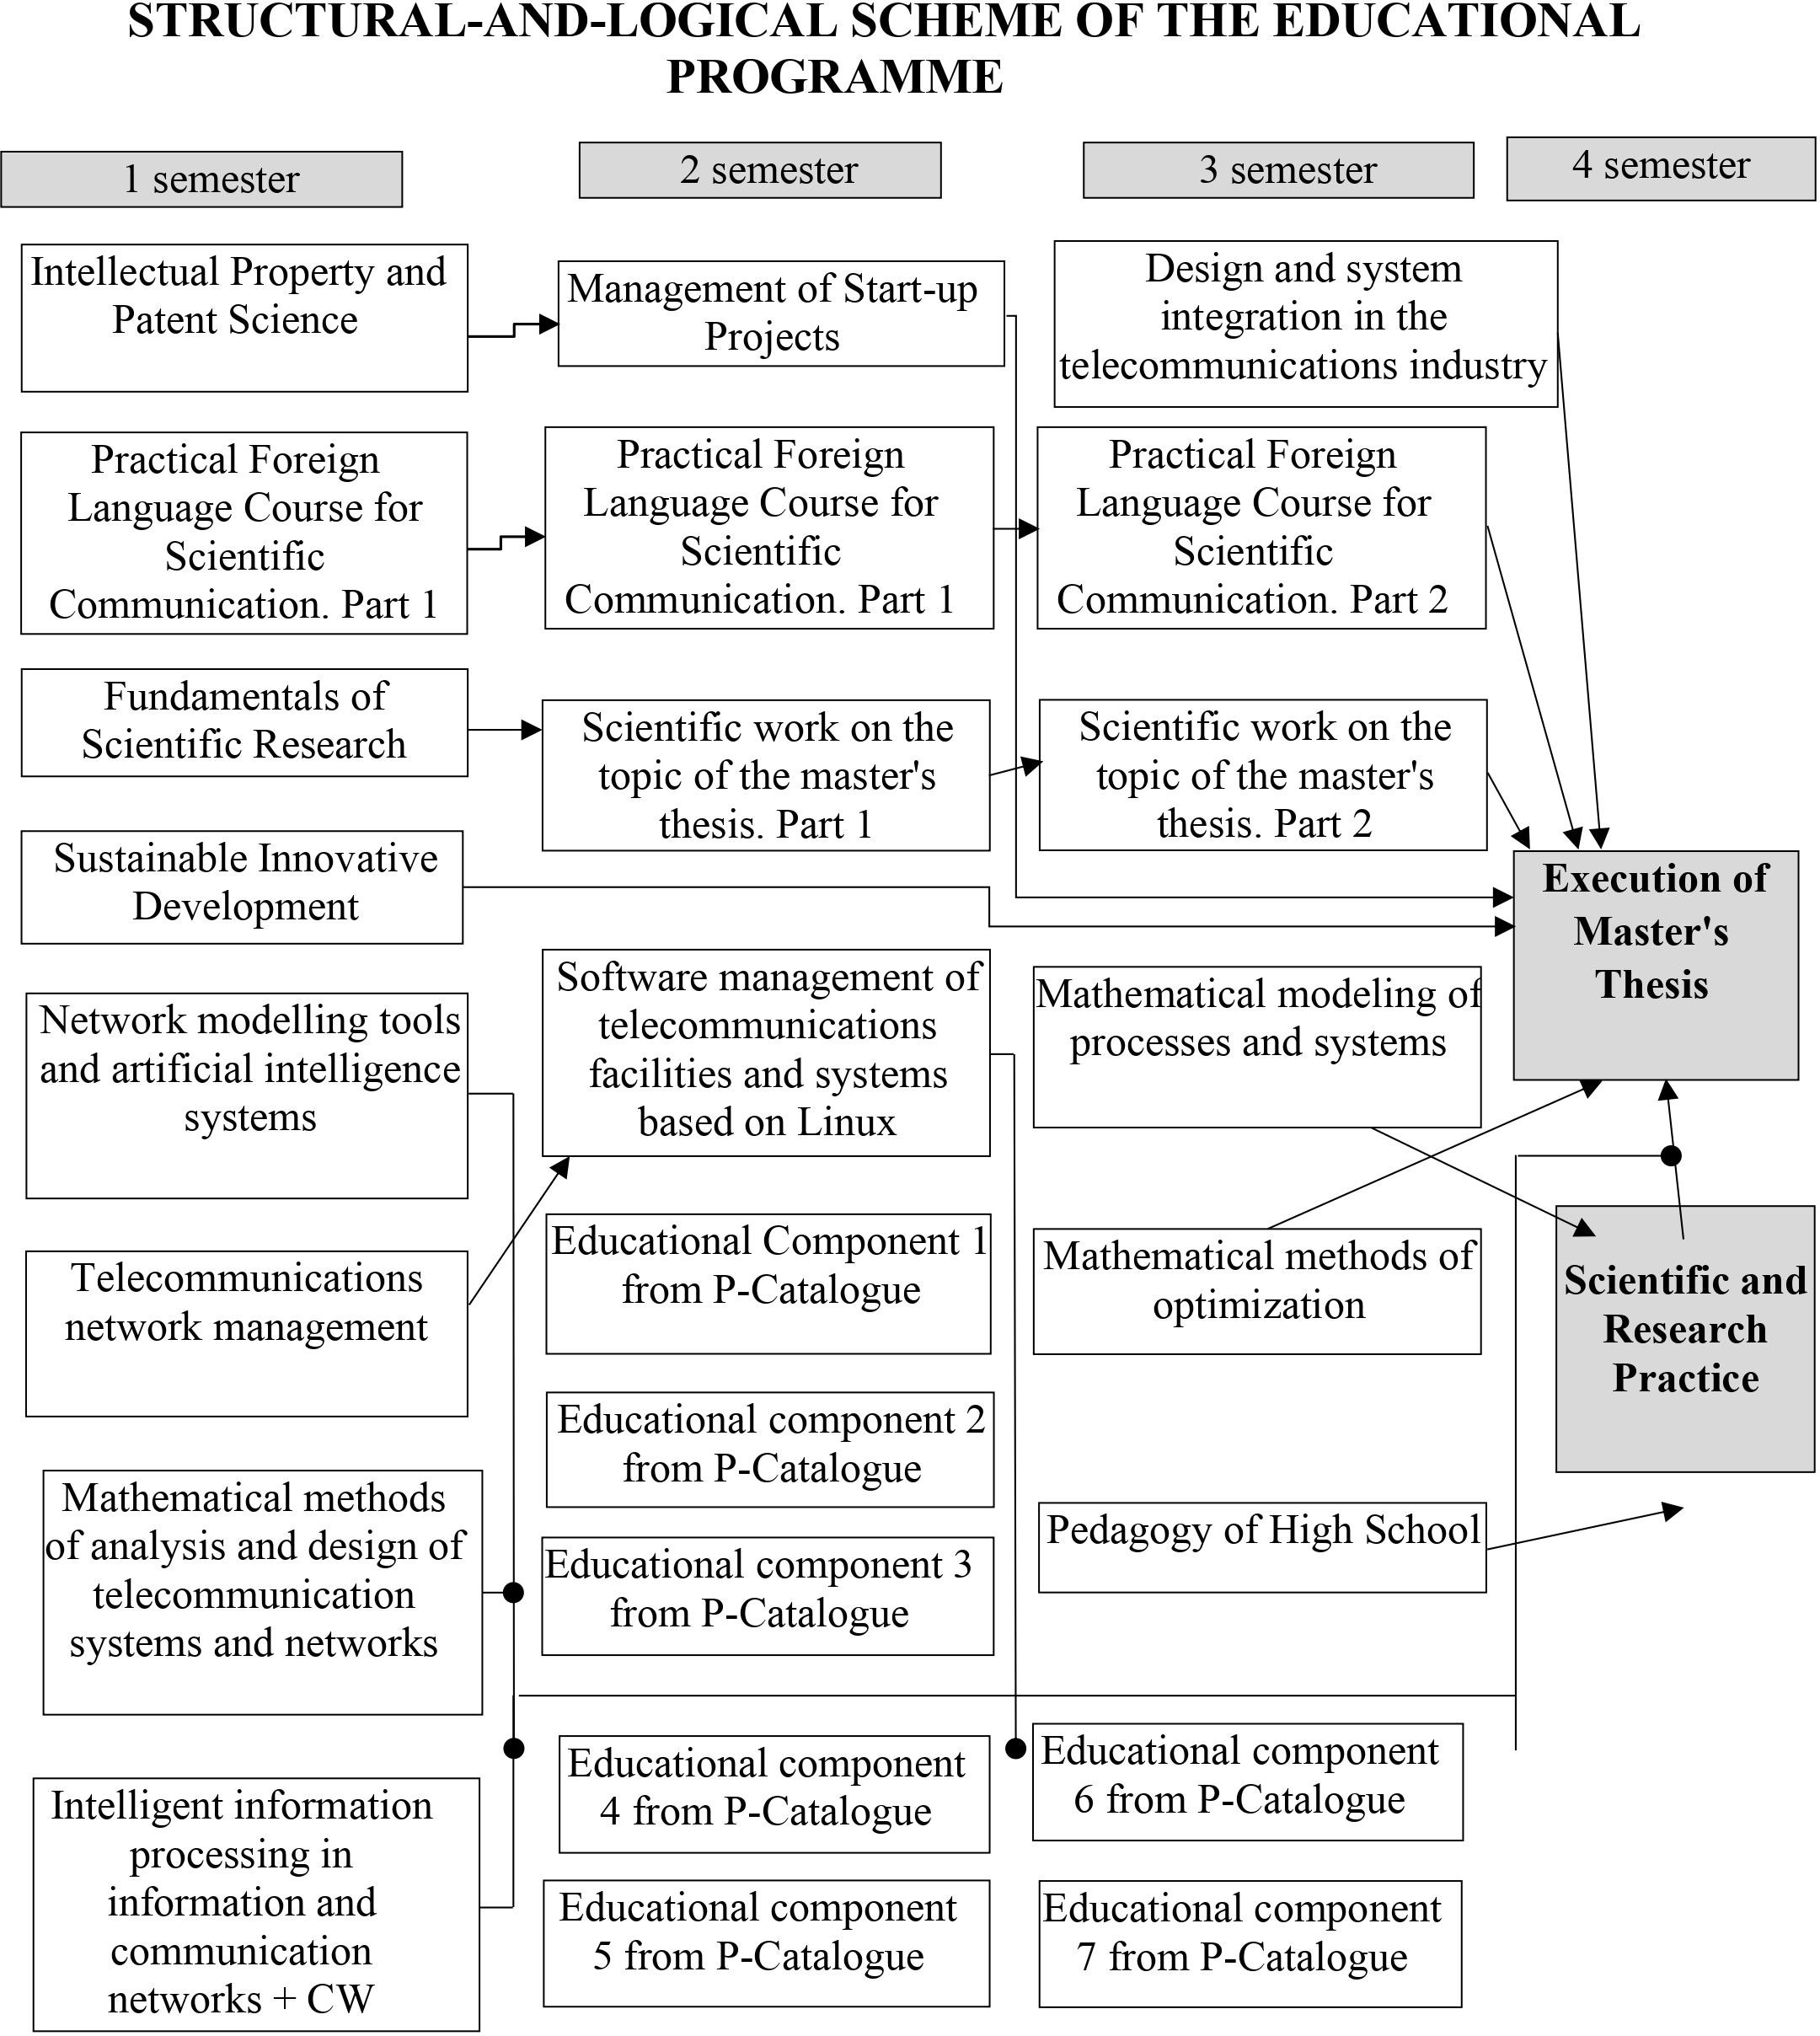 STRUCTURAL-AND-LOGICAL SCHEME OF THE EDUCATIONAL
PROGRAMME
1 semester
2 semester
3 semester
4 semester
Intellectual Property and
Patent Science
Management of Start-up
Projects
Design and system
integration in the
telecommunications industry
Practical Foreign
Language Course for
Scientific
Communication. Part 1
Practical Foreign
Language Course for
Scientific
Communication. Part 1
Practical Foreign
Language Course for
Scientific
Communication. Part 2
Fundamentals of
Scientific Research
Scientific work on the
topic of the master's
thesis. Part 1
Scientific work on the
topic of the master's
thesis. Part 2
Sustainable Innovative
Development
Execution of
Master's
Thesis
Network modelling tools
and artificial intelligence
systems
Software management of
telecommunications
facilities and systems
based on Linux
Mathematical modeling of
processes and systems
Telecommunications
network management
Educational Component 1
from P-Catalogue
Mathematical methods of
optimization
Scientific and
Research
Practice
Educational component 2
from P-Catalogue
Mathematical methods
of analysis and design of
telecommunication
systems and networks
Educational component 3
from P-Catalogue
Pedagogy of High School
Educational component
4 from P-Catalogue
Educational component
6 from P-Catalogue
Intelligent information
processing in
information and
communication
networks + CW
Educational component
5 from P-Catalogue
Educational component
7 from P-Catalogue